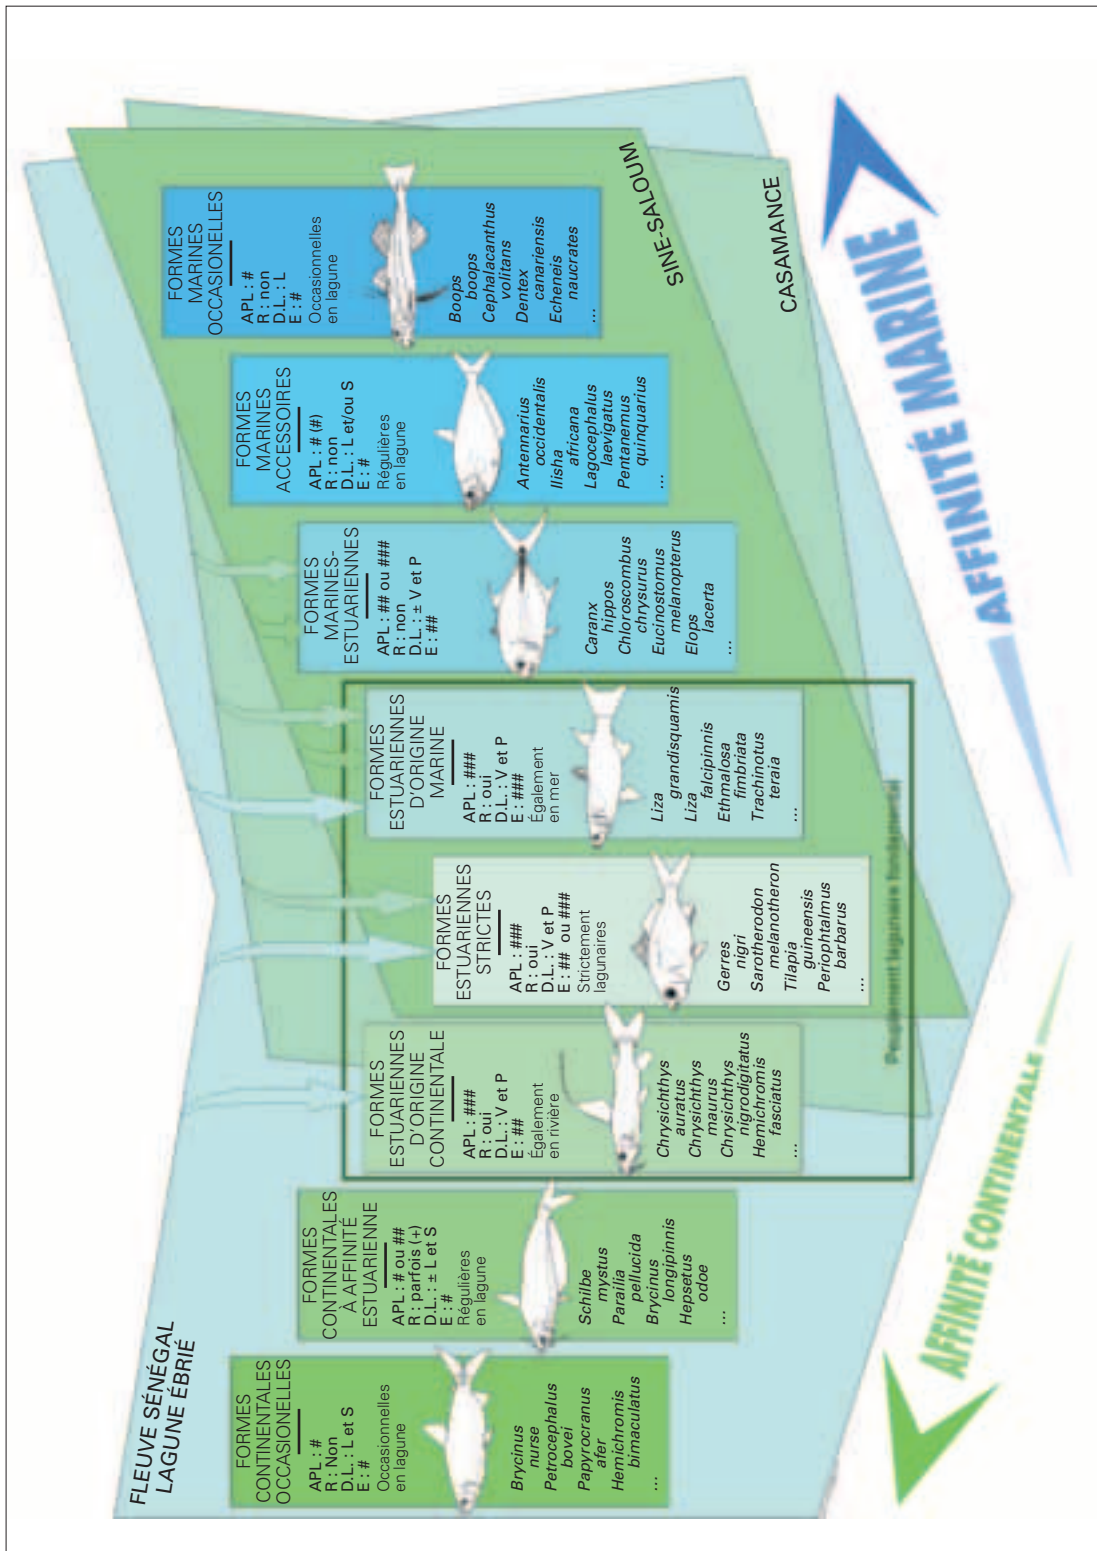 FLEUVE SÉNÉGAL
LAGUNE ÉBRIÉ
FORMES
CONTINENTALES
OCCASIONELLES
APL : #
R : Non
D.L. : L et S
E : #
Occasionnelles
en lagune
Brycinus
nurse
Petrocephalus
bovei
Papyrocranus
afer
Hemichromis
bimaculatus
...
FORMES
CONTINENTALES
À AFFINITÉ
ESTUARIENNE
APL : # ou ##
R : parfois (+)
D.L. : ± L et S
E : #
Régulières
en lagune
Schilbe
mystus
Parailia
pellucida
Brycinus
longipinnis
Hepsetus
odoe
...
FORMES
ESTUARIENNES
D'ORIGINE
CONTINENTALE
APL : ###
R : oui
D.L. : V et P
E : ##
Également
en rivière
Chrysichthys
auratus
Chrysichthys
maurus
Chrysichthys
nigrodigitatus
Hemichromis
fasciatus
...
FORMES
ESTUARIENNES
STRICTES
APL : ###
R : oui
D.L. : V et P
E : ## ou ###
Strictement
lagunaires
Gerres
nigri
Sarotherodon
melanotheron
Tilapia
guineensis
Periophtalmus
barbarus
...
FORMES
ESTUARIENNES
D'ORIGINE
MARINE
APL : ###
R : oui
D.L. : V et P
E : ###
Également
en mer
Liza
grandisquamis
Liza
falcipinnis
Ethmalosa
fimbriata
Trachinotus
teraia
...
FORMES
MARINES-
ESTUARIENNES
APL : ## ou ###
R : non
D.L. : ± V et P
E : ##
Caranx
hippos
Chloroscombus
chrysurus
Eucinostomus
melanopterus
Elops
lacerta
...
FORMES
MARINES
ACCESSOIRES
APL : # (#)
R : non
D.L. : L et/ou S
E : #
Régulières
en lagune
Antennarius
occidentalis
Ilisha
africana
Lagocephalus
laevigatus
Pentanemus
quinquarius
...
FORMES
MARINES
OCCASIONELLES
APL : #
R : non
D.L. : L
E : #
Occasionnelles
en lagune
Boops
boops
Cephalacanthus
volitans
Dentex
canariensis
Echeneis
naucrates
...
Peuplement lagunaire fondamental
SINE-SALOUM
CASAMANCE
AFFINITÉ CONTINENTALE
AFFINITÉ MARINE